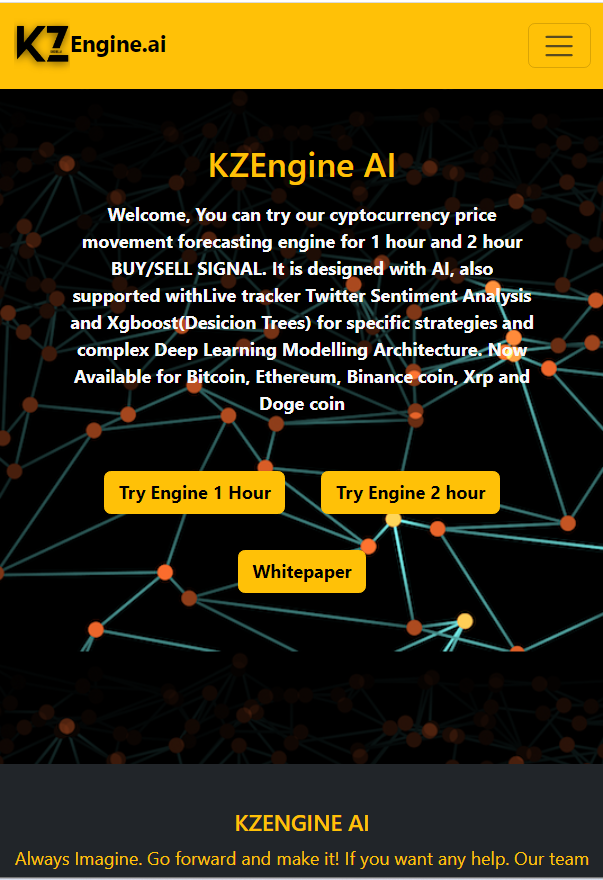 KZ Engine.ai
KZEngine AI
Welcome, You can try our cyptocurrency price
movement forecasting engine for 1 hour and 2 hour
BUY/SELL SIGNAL. It is designed with AI, also
supported withLive tracker Twitter Sentiment Analysis
and Xgboost(Desicion Trees) for specific strategies and
complex Deep Learning Modelling Architecture. Now
Available for Bitcoin, Ethereum, Binance coin, Xrp and
Doge coin
Try Engine 1 Hour Try Engine 2 hour
Whitepaper
KZENGINE AI
Always Imagine. Go forward and make it! If you want any help. Our team